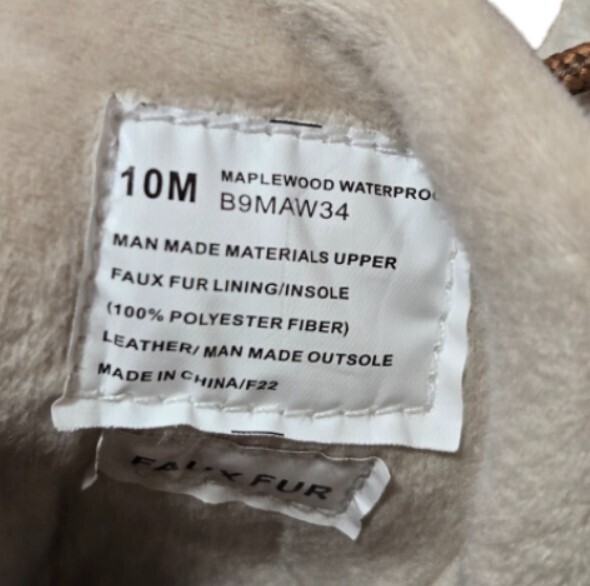 10M MAPLEWOOD WATERPRO
B9MAW34
MAN MADE MATERIALS UPPER
FAUX FUR LINING/INSOLE
(100% POLYESTER FIBER)
LEATHER/ MAN MADE OUTSOLE
MADE IN CHINA/F22
FAUX FUR